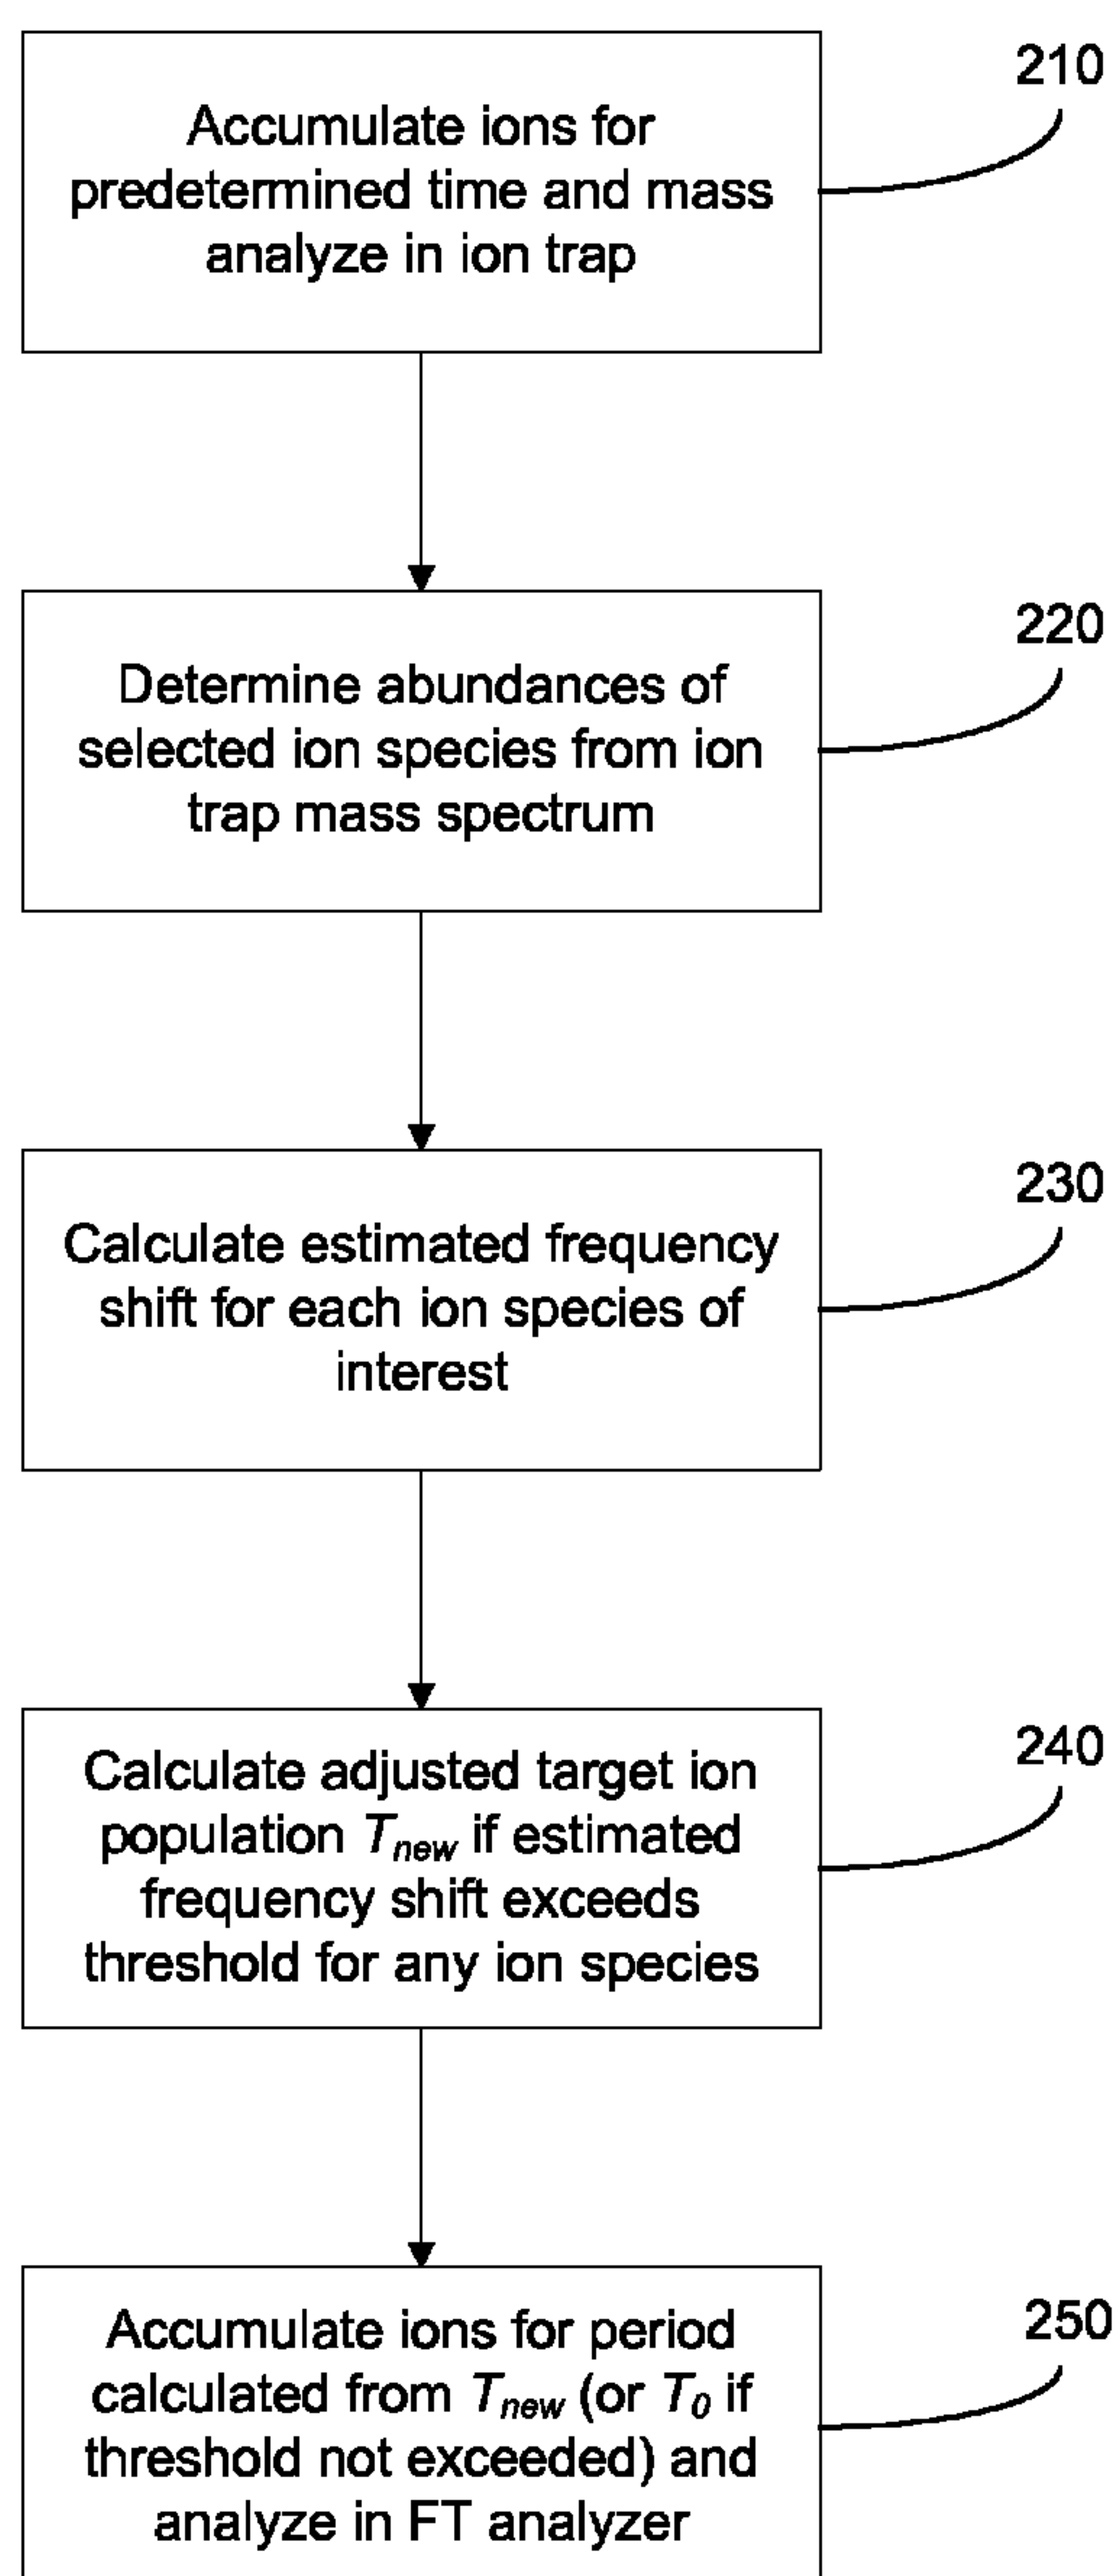 210
Accumulate ions for
predetermined time and mass
analyze in ion trap
220
Determine abundances of
selected ion species from ion
trap mass spectrum
230
Calculate estimated frequency
shift for each ion species of
interest
240
Calculate adjusted target ion
population Tnew if estimated
frequency shift exceeds
threshold for any ion species
250
Accumulate ions for period
calculated from Tnew (or T0 if
threshold not exceeded) and
analyze in FT analyzer